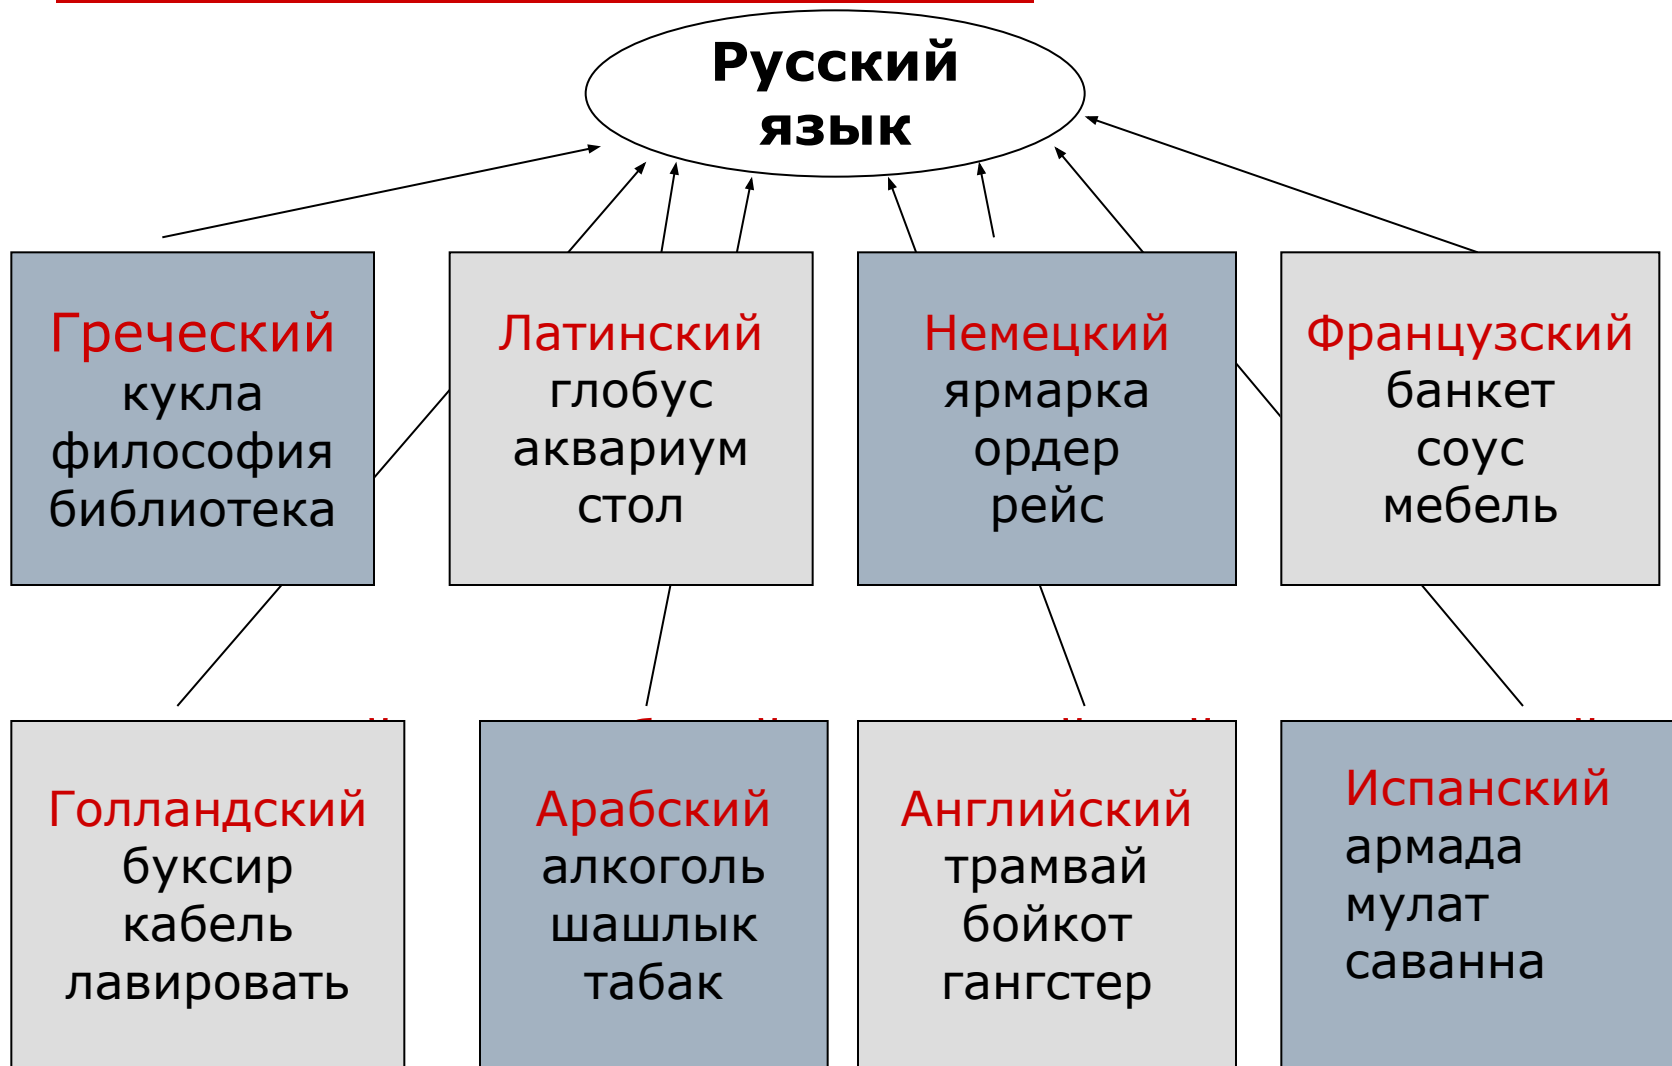 Русский
язык
Греческий
кукла
философия
библиотека
Латинский
глобус
аквариум
стол
Немецкий
ярмарка
ордер
рейс
Французский
банкет
соус
мебель
Голландский
буксир
кабель
лавировать
Арабский
алкоголь
шашлык
табак
Английский
трамвай
бойкот
гангстер
Испанский
армада
мулат
саванна